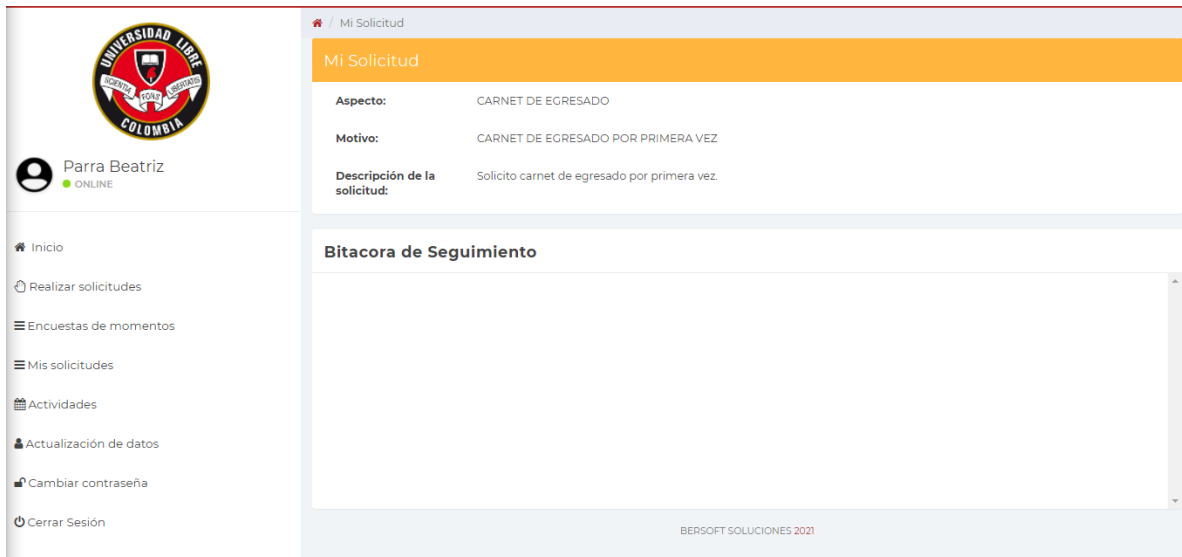 UNIVERSIDAD LIBRE
SCIENTIA FONS LIBERTATIS
COLOMBIA
Parra Beatriz
ONLINE
Inicio
Realizar solicitudes
Encuestas de momentos
Mis solicitudes
Actividades
Actualización de datos
Cambiar contraseña
Cerrar Sesión
/ Mi Solicitud
Mi Solicitud
Aspecto: CARNET DE EGRESADO
Motivo: CARNET DE EGRESADO POR PRIMERA VEZ
Descripción de la Solicito carnet de egresado por primera vez.
solicitud:
Bitacora de Seguimiento
BERSOFT SOLUCIONES 2021